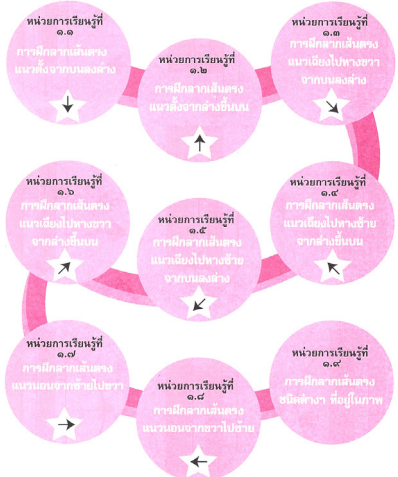 หน่วยการเรียนรู้ที่
๑.๑
การฝึกลากเส้นตรง
แนวตั้งจากบนลงล่าง
หน่วยการเรียนรู้ที่
๑.๒
การฝึกลากเส้นตรง
แนวตั้งจากล่างขึ้นบน
หน่วยการเรียนรู้ที่
๑.๓
การฝึกลากเส้นตรง
แนวเฉียงไปทางขวา
จากบนลงล่าง
หน่วยการเรียนรู้ที่
๑.๔
การฝึกลากเส้นตรง
แนวเฉียงไปทางซ้าย
จากล่างขึ้นบน
หน่วยการเรียนรู้ที่
๑.๕
การฝึกลากเส้นตรง
แนวเฉียงไปทางซ้าย
จากบนลงล่าง
หน่วยการเรียนรู้ที่
๑.๖
การฝึกลากเส้นตรง
แนวเฉียงไปทางขวา
จากล่างขึ้นบน
หน่วยการเรียนรู้ที่
๑.๗
การฝึกลากเส้นตรง
แนวนอนจากซ้ายไปขวา
หน่วยการเรียนรู้ที่
๑.๘
การฝึกลากเส้นตรง
แนวนอนจากขวาไปซ้าย
หน่วยการเรียนรู้ที่
๑.๙
การฝึกลากเส้นตรง
ชนิดต่างๆ ที่อยู่ในภาพ